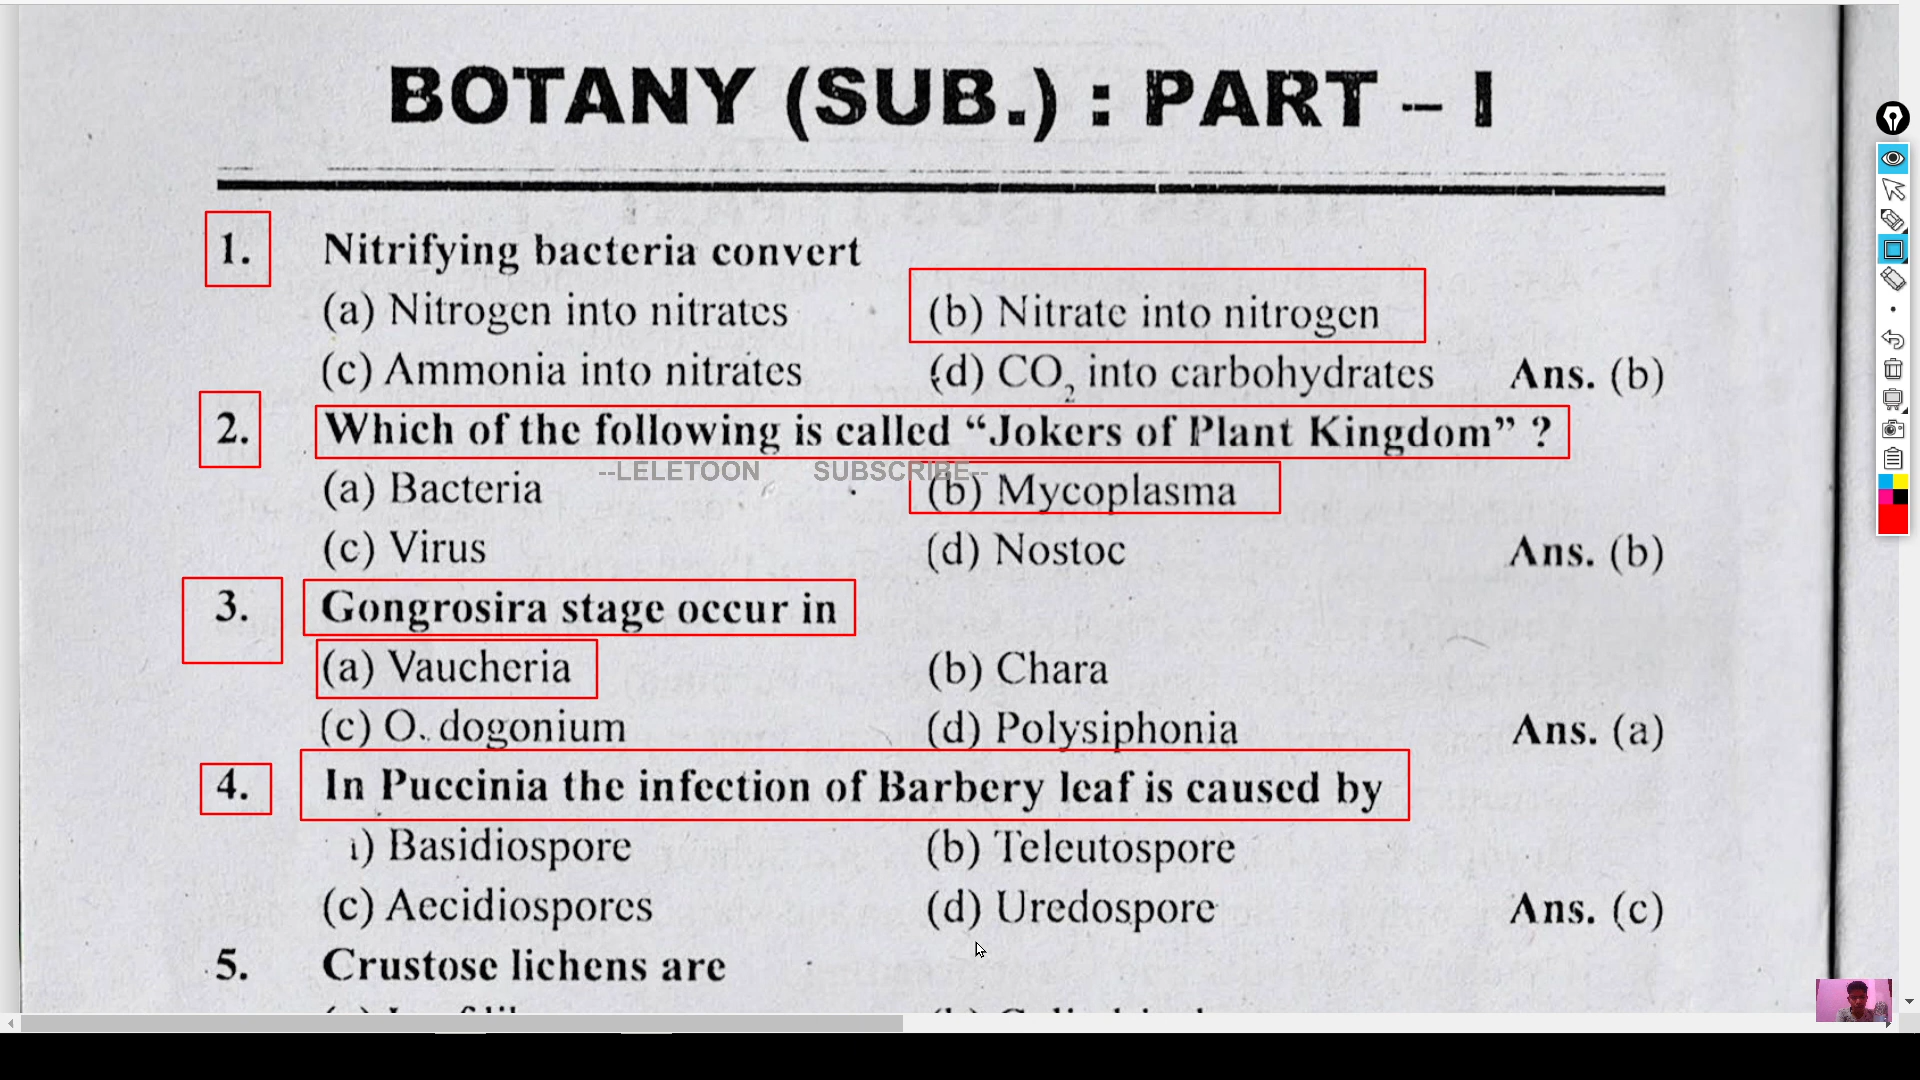 BOTANY (SUB.) : PART – I
1. Nitrifying bacteria convert
(a) Nitrogen into nitrates (b) Nitrate into nitrogen
(c) Ammonia into nitrates (d) CO₂ into carbohydrates Ans. (b)
2. Which of the following is called “Jokers of Plant Kingdom” ?
--LELETOON SUBSCRIBE--
(a) Bacteria (b) Mycoplasma
(c) Virus (d) Nostoc Ans. (b)
3. Gongrosira stage occur in
(a) Vaucheria (b) Chara
(c) O. dogonium (d) Polysiphonia Ans. (a)
4. In Puccinia the infection of Barbery leaf is caused by
ı) Basidiospore (b) Teleutospore
(c) Aecidiospores (d) Uredospore Ans. (c)
5. Crustose lichens are